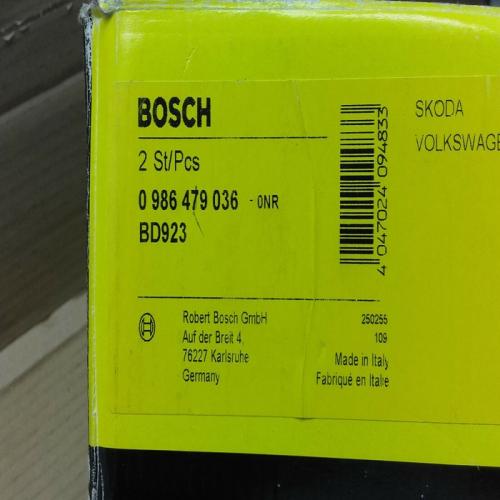 BOSCH
2 St/Pcs
0 986 479 036 - 0NR
BD923
4 047024 094833
SKODA
VOLKSWAGE
Robert Bosch GmbH
Auf der Breit 4,
76227 Karlsruhe
Germany
250255
109
Made in Italy
Fabriqué en Italie